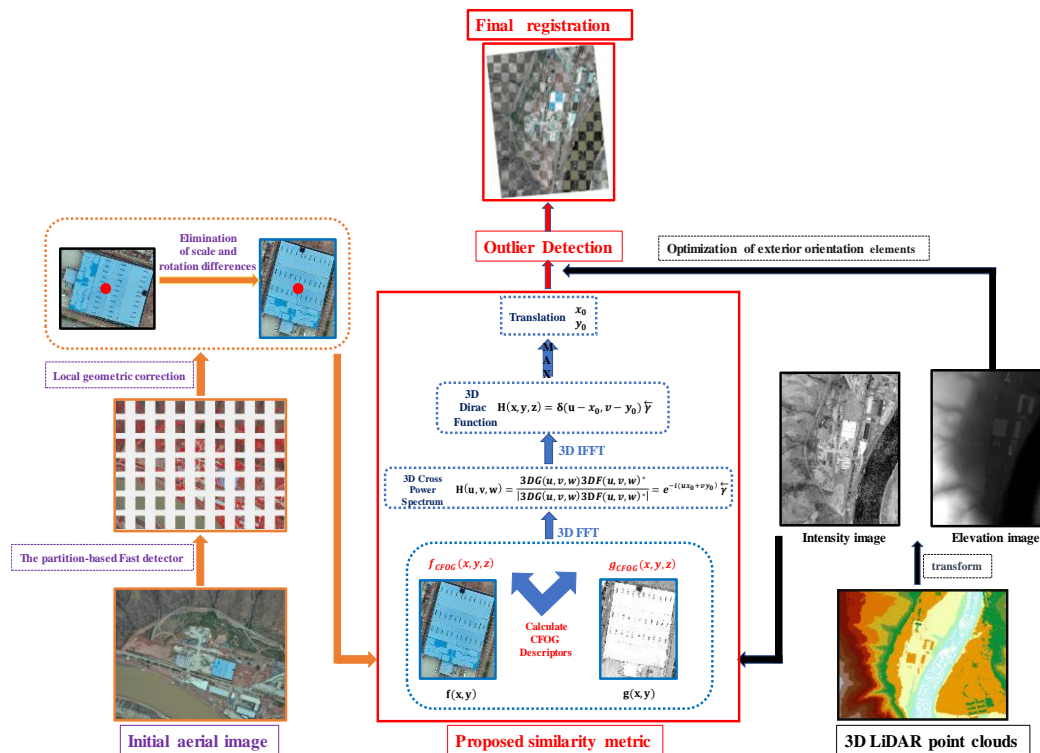 Final registration
Outlier Detection
Optimization of exterior orientation elements
Elimination
of scale and
rotation differences
Local geometric correction
The partition-based Fast detector
Initial aerial image
Translation
x₀
y₀
MAX
3D
Dirac
Function
H(x, y, z) = δ(u − x₀, v − y₀) γ⃖
3D IFFT
3D Cross
Power
Spectrum
H(u, v, w) = 3DG(u, v, w)3DF(u, v, w)* / |3DG(u, v, w)3DF(u, v, w)*| = e^{−i(ux₀+vy₀)} γ⃖
3D FFT
f_CFOG(x, y, z)
g_CFOG(x, y, z)
Calculate
CFOG
Descriptors
f(x, y)
g(x, y)
Proposed similarity metric
Intensity image
Elevation image
transform
3D LiDAR point clouds